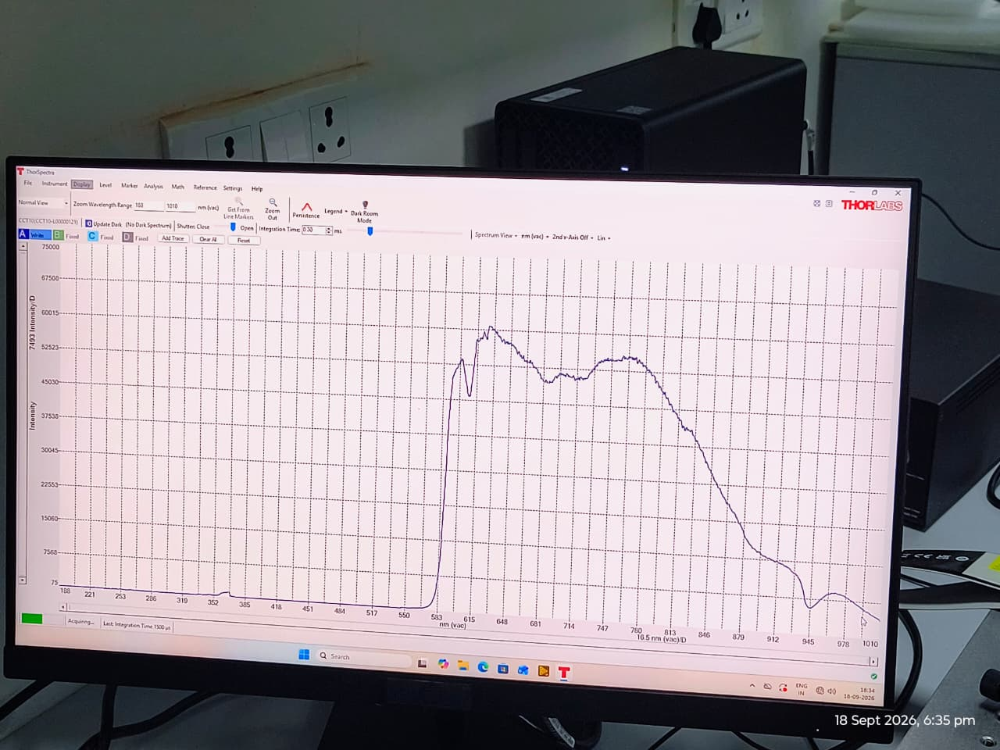 ThorSpectra
File Instrument Display Level Marker Analysis Math Reference Settings Help
Normal View Zoom Wavelength Range 188 1010 nm (vac) Get From Line Markers Zoom Out Persistence Legend Dark Room Mode
THORLABS
CCT10(CCT10-L00000121) Update Dark (No Dark Spectrum) Shutter: Close Open Integration Time: 0.30 ms
Spectrum View nm (vac) 2nd x-Axis Off Lin
A Write B Fixed C Fixed D Fixed Add Trace Clear All Reset
75000
67508
60015
52523
45030
37538
30045
22553
15060
7568
75
7493 Intensity/D
Intensity
188 221 253 286 319 352 385 418 451 484 517 550 583 615 648 681 714 747 780 813 846 879 912 945 978 1010
nm (vac)
16.5 nm (vac)/D
Acquiring... Last: Integration Time 1500 µs
Search
ENG
IN
18:34
18-09-2026
18 Sept 2026, 6:35 pm